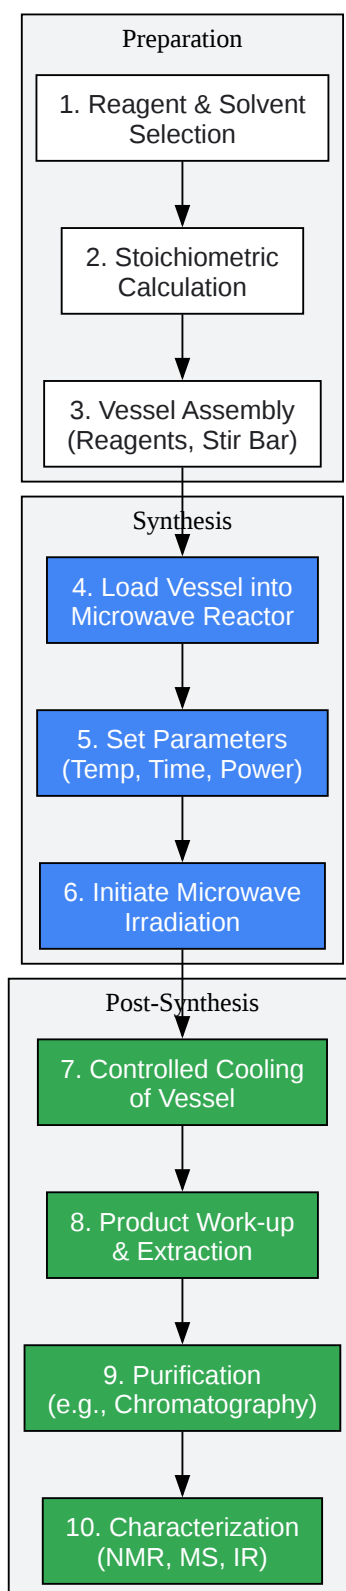 Preparation
1. Reagent & Solvent
Selection
2. Stoichiometric
Calculation
3. Vessel Assembly
(Reagents, Stir Bar)
Synthesis
4. Load Vessel into
Microwave Reactor
5. Set Parameters
(Temp, Time, Power)
6. Initiate Microwave
Irradiation
Post-Synthesis
7. Controlled Cooling
of Vessel
8. Product Work-up
& Extraction
9. Purification
(e.g., Chromatography)
10. Characterization
(NMR, MS, IR)